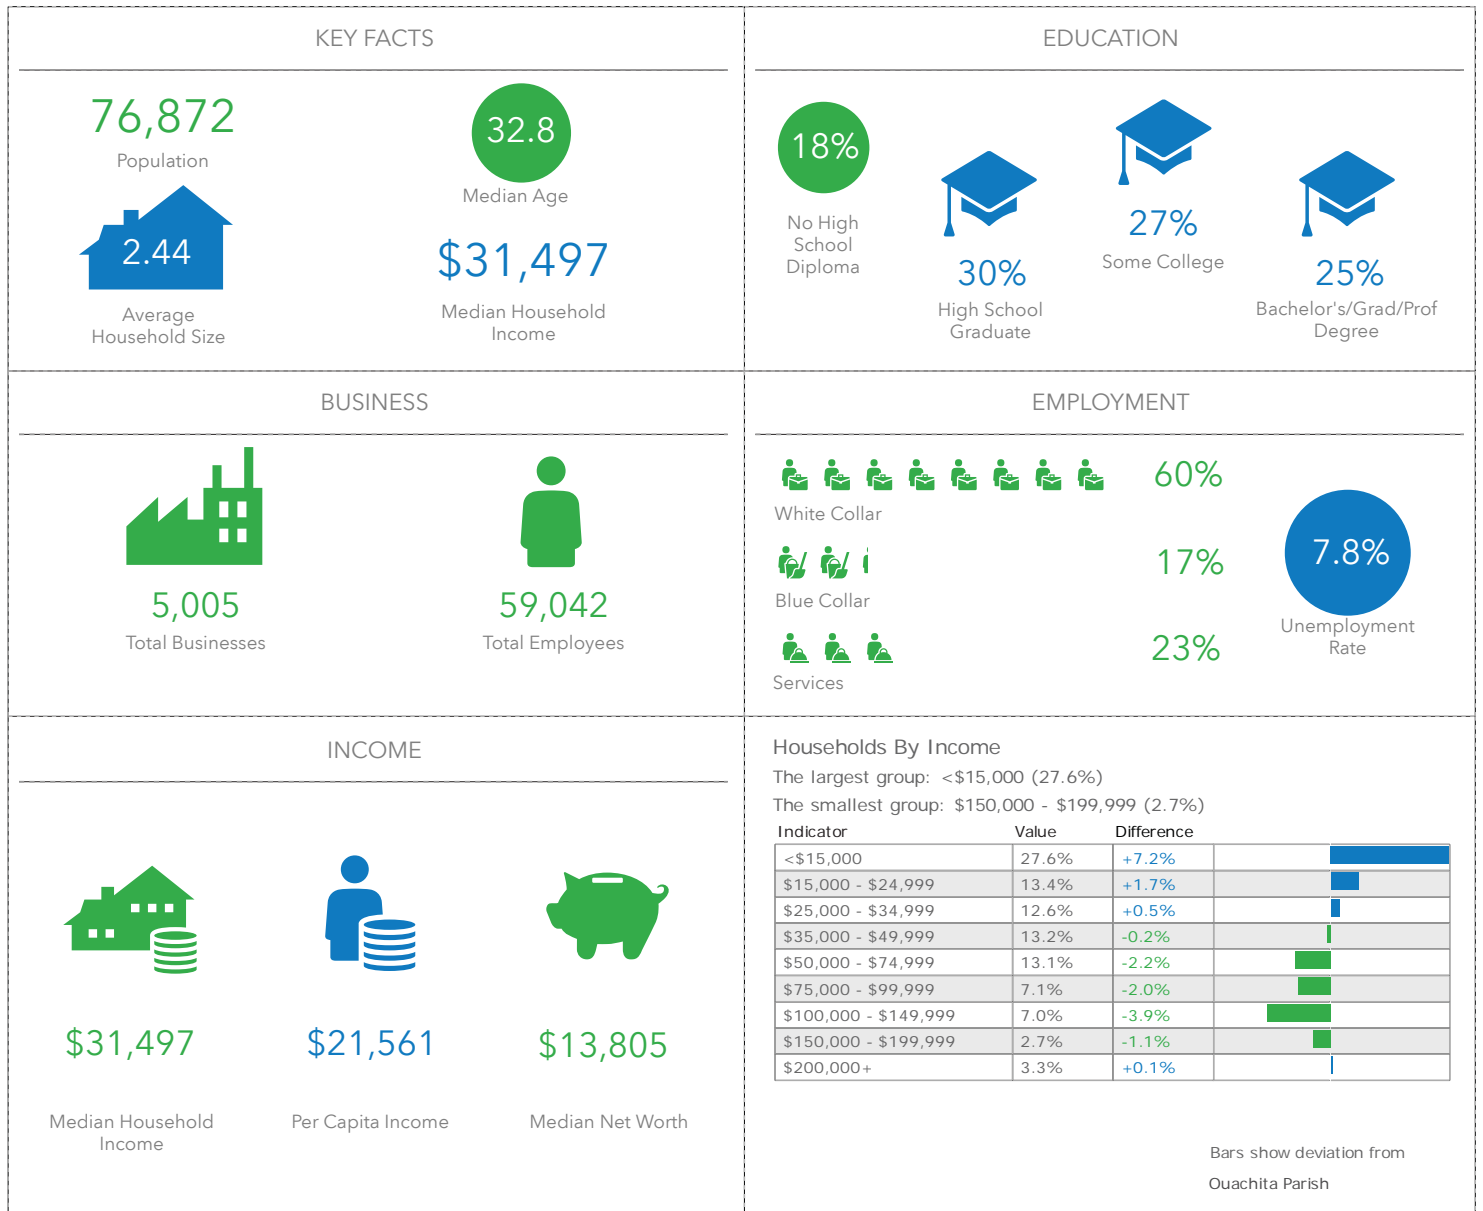 KEY FACTS
76,872
Population
32.8
Median Age
2.44
Average
Household Size
$31,497
Median Household
Income
EDUCATION
18%
No High
School
Diploma
30%
High School
Graduate
27%
Some College
25%
Bachelor's/Grad/Prof
Degree
BUSINESS
5,005
Total Businesses
59,042
Total Employees
EMPLOYMENT
60%
White Collar
17%
Blue Collar
23%
Services
7.8%
Unemployment
Rate
INCOME
$31,497
Median Household
Income
$21,561
Per Capita Income
$13,805
Median Net Worth
Households By Income
The largest group: <$15,000 (27.6%)
The smallest group: $150,000 - $199,999 (2.7%)
Indicator Value Difference
<$15,000 27.6% +7.2%
$15,000 - $24,999 13.4% +1.7%
$25,000 - $34,999 12.6% +0.5%
$35,000 - $49,999 13.2% -0.2%
$50,000 - $74,999 13.1% -2.2%
$75,000 - $99,999 7.1% -2.0%
$100,000 - $149,999 7.0% -3.9%
$150,000 - $199,999 2.7% -1.1%
$200,000+ 3.3% +0.1%
Bars show deviation from
Ouachita Parish